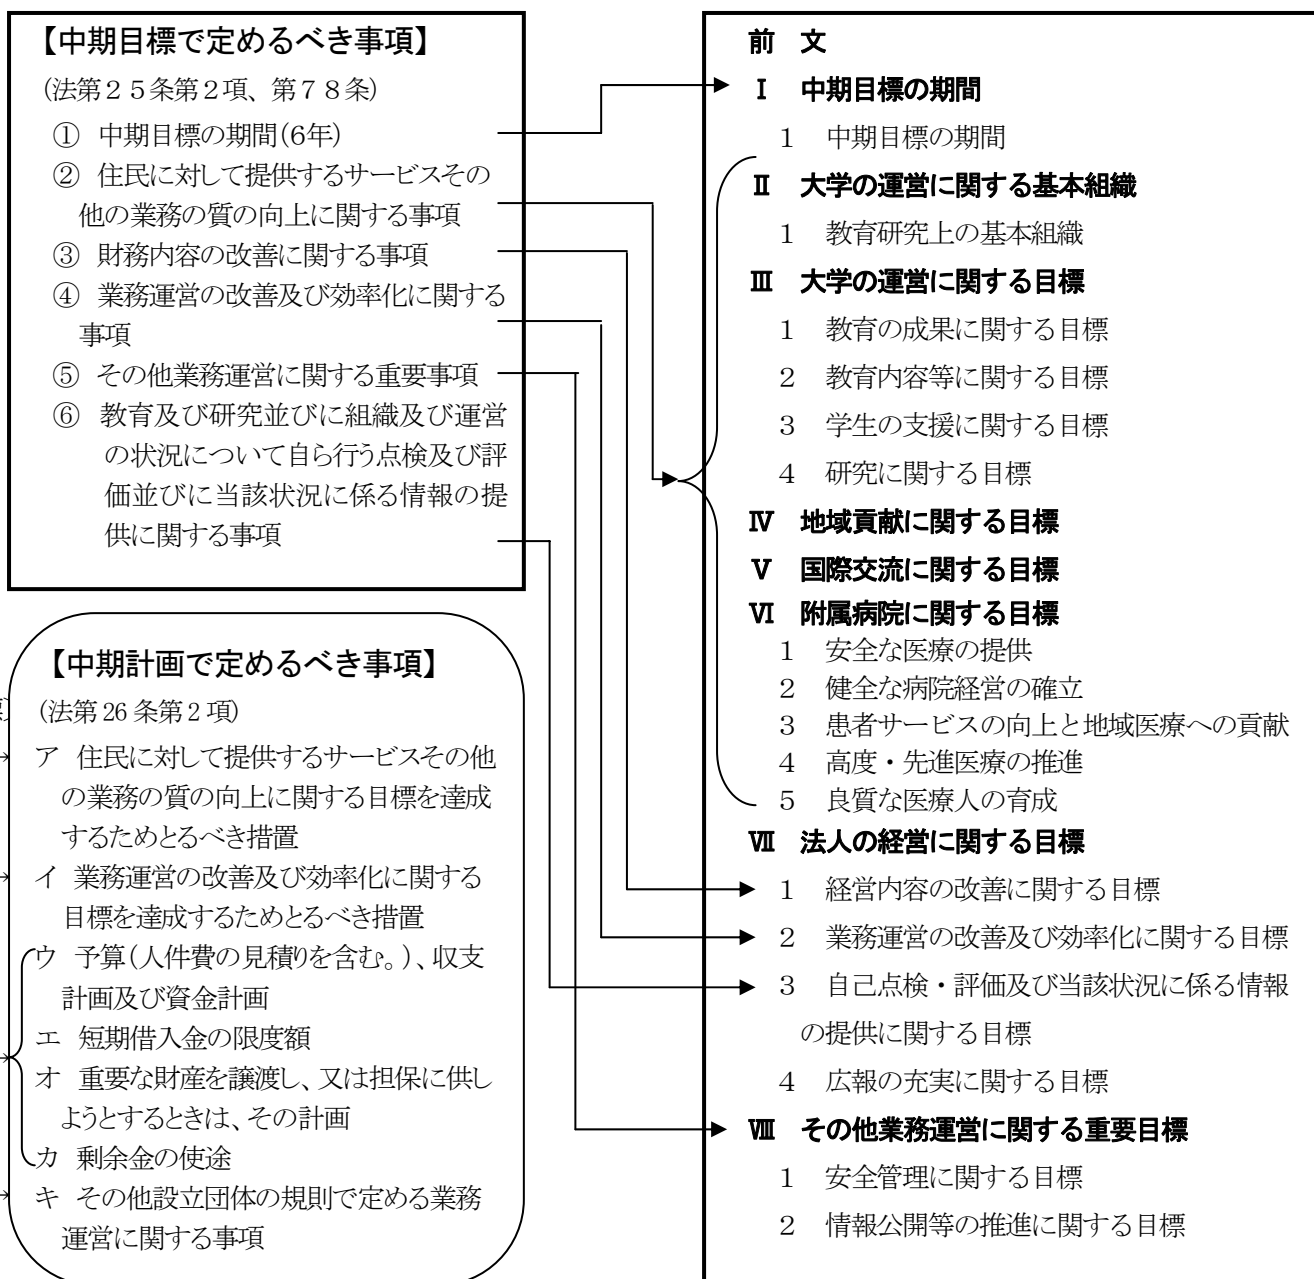 【中期目標で定めるべき事項】
(法第２５条第２項、第７８条)
① 中期目標の期間(6年)
② 住民に対して提供するサービスその
他の業務の質の向上に関する事項
③ 財務内容の改善に関する事項
④ 業務運営の改善及び効率化に関する
事項
⑤ その他業務運営に関する重要事項
⑥ 教育及び研究並びに組織及び運営
の状況について自ら行う点検及び評
価並びに当該状況に係る情報の提
供に関する事項
【中期計画で定めるべき事項】
(法第 26 条第 2 項)
ア 住民に対して提供するサービスその他
の業務の質の向上に関する目標を達成
するためとるべき措置
イ 業務運営の改善及び効率化に関する
目標を達成するためとるべき措置
ウ 予算(人件費の見積りを含む。)、収支
計画及び資金計画
エ 短期借入金の限度額
オ 重要な財産を譲渡し、又は担保に供し
ようとするときは、その計画
カ 剰余金の使途
キ その他設立団体の規則で定める業務
運営に関する事項
前 文
Ⅰ 中期目標の期間
１ 中期目標の期間
Ⅱ 大学の運営に関する基本組織
１ 教育研究上の基本組織
Ⅲ 大学の運営に関する目標
１ 教育の成果に関する目標
２ 教育内容等に関する目標
３ 学生の支援に関する目標
４ 研究に関する目標
Ⅳ 地域貢献に関する目標
Ⅴ 国際交流に関する目標
Ⅵ 附属病院に関する目標
１ 安全な医療の提供
２ 健全な病院経営の確立
３ 患者サービスの向上と地域医療への貢献
４ 高度・先進医療の推進
５ 良質な医療人の育成
Ⅶ 法人の経営に関する目標
１ 経営内容の改善に関する目標
２ 業務運営の改善及び効率化に関する目標
３ 自己点検・評価及び当該状況に係る情報
の提供に関する目標
４ 広報の充実に関する目標
Ⅷ その他業務運営に関する重要目標
１ 安全管理に関する目標
２ 情報公開等の推進に関する目標